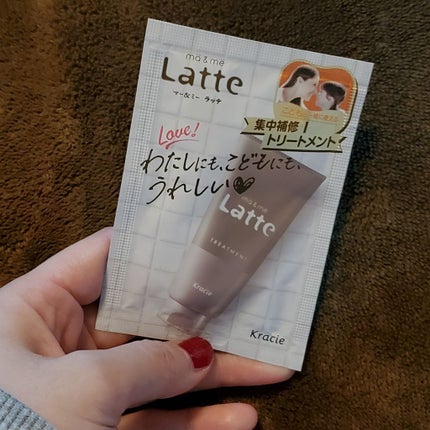 ma & me
Latte
マー&ミー ラッテ
集中補修
トリートメント
Love!
わたしにも、こどもにも、
うれしい
ma & me
Latte
TREATMENT
Kracie
Kracie